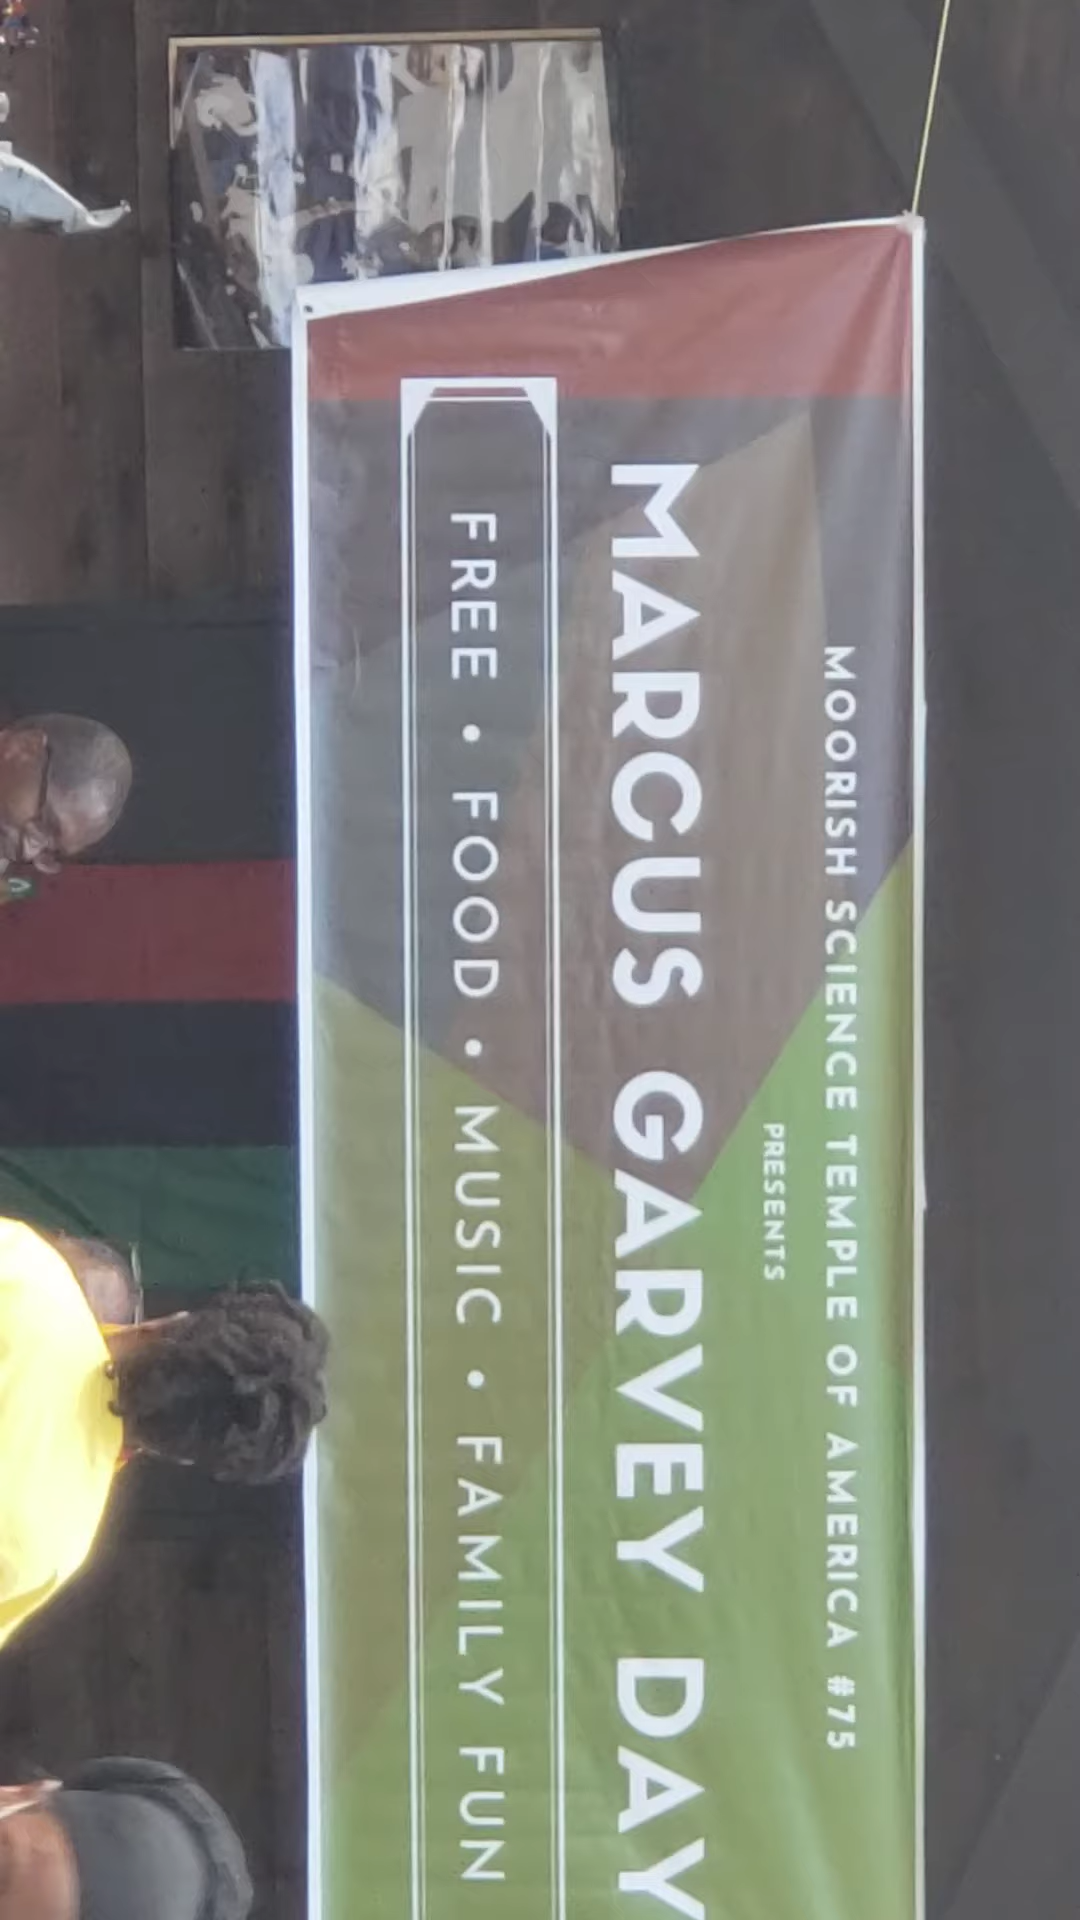 MOORISH SCIENCE TEMPLE OF AMERICA #75
PRESENTS
MARCUS GARVEY DAY
FREE • FOOD • MUSIC • FAMILY FUN